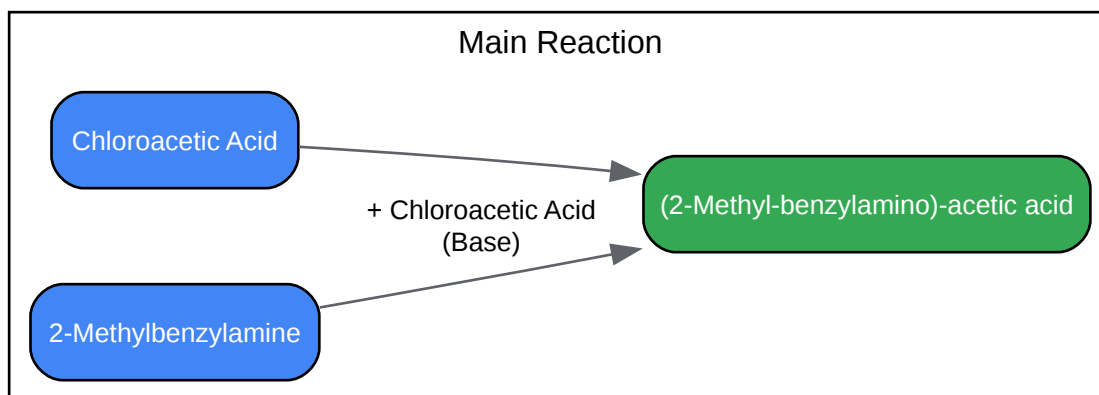 Main Reaction
Chloroacetic Acid
+ Chloroacetic Acid
(Base)
(2-Methyl-benzylamino)-acetic acid
2-Methylbenzylamine